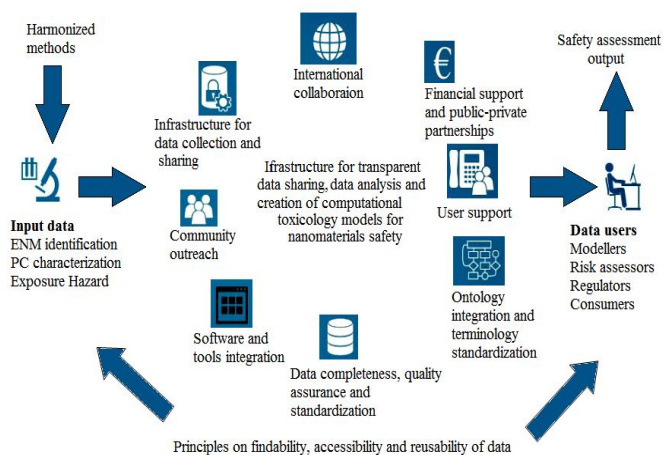 Harmonized
methods
International
collaboraion
Safety assessment
output
Financial support
and public-private
partnerships
Infrastructure for
data collection and
sharing
Ifrastructure for transparent
data sharing, data analysis and
creation of computational
toxicology models for
nanomaterials safety
User support
Input data
ENM identification
PC characterization
Exposure Hazard
Community
outreach
Data users
Modellers
Risk assessors
Regulators
Consumers
Ontology
integration and
terminology
standardization
Software and
tools integration
Data completeness, quality
assurance and
standardization
Principles on findability, accessibility and reusability of data